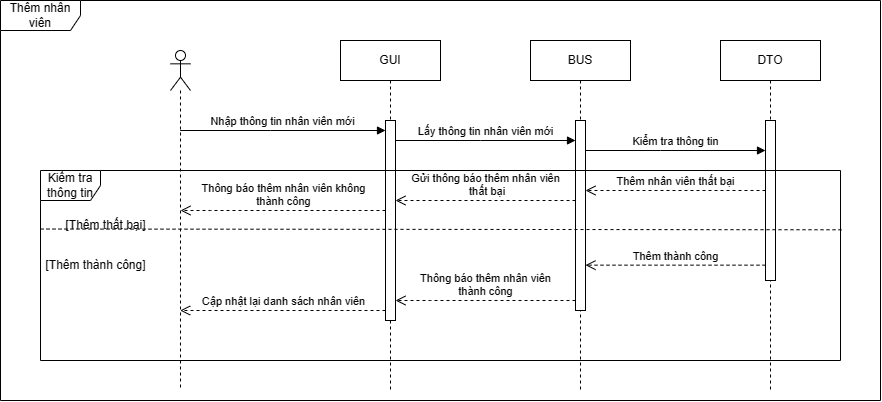 Thêm nhân
viên
GUI
BUS
DTO
Nhập thông tin nhân viên mới
Lấy thông tin nhân viên mới
Kiểm tra thông tin
Kiểm tra
thông tin
Thông báo thêm nhân viên không
thành công
Gửi thông báo thêm nhân viên
thất bại
Thêm nhân viên thất bại
[Thêm thất bại]
[Thêm thành công]
Thêm thành công
Thông báo thêm nhân viên
thành công
Cập nhật lại danh sách nhân viên